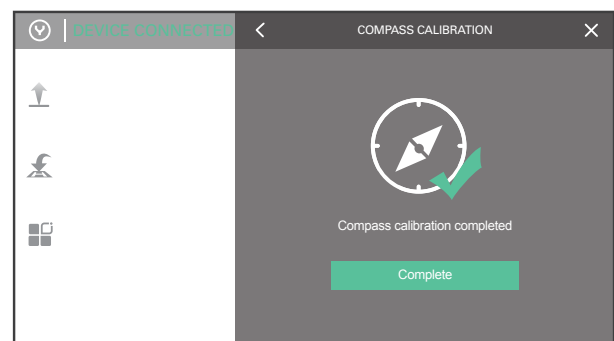 DEVICE CONNECTED
COMPASS CALIBRATION
Compass calibration completed
Complete